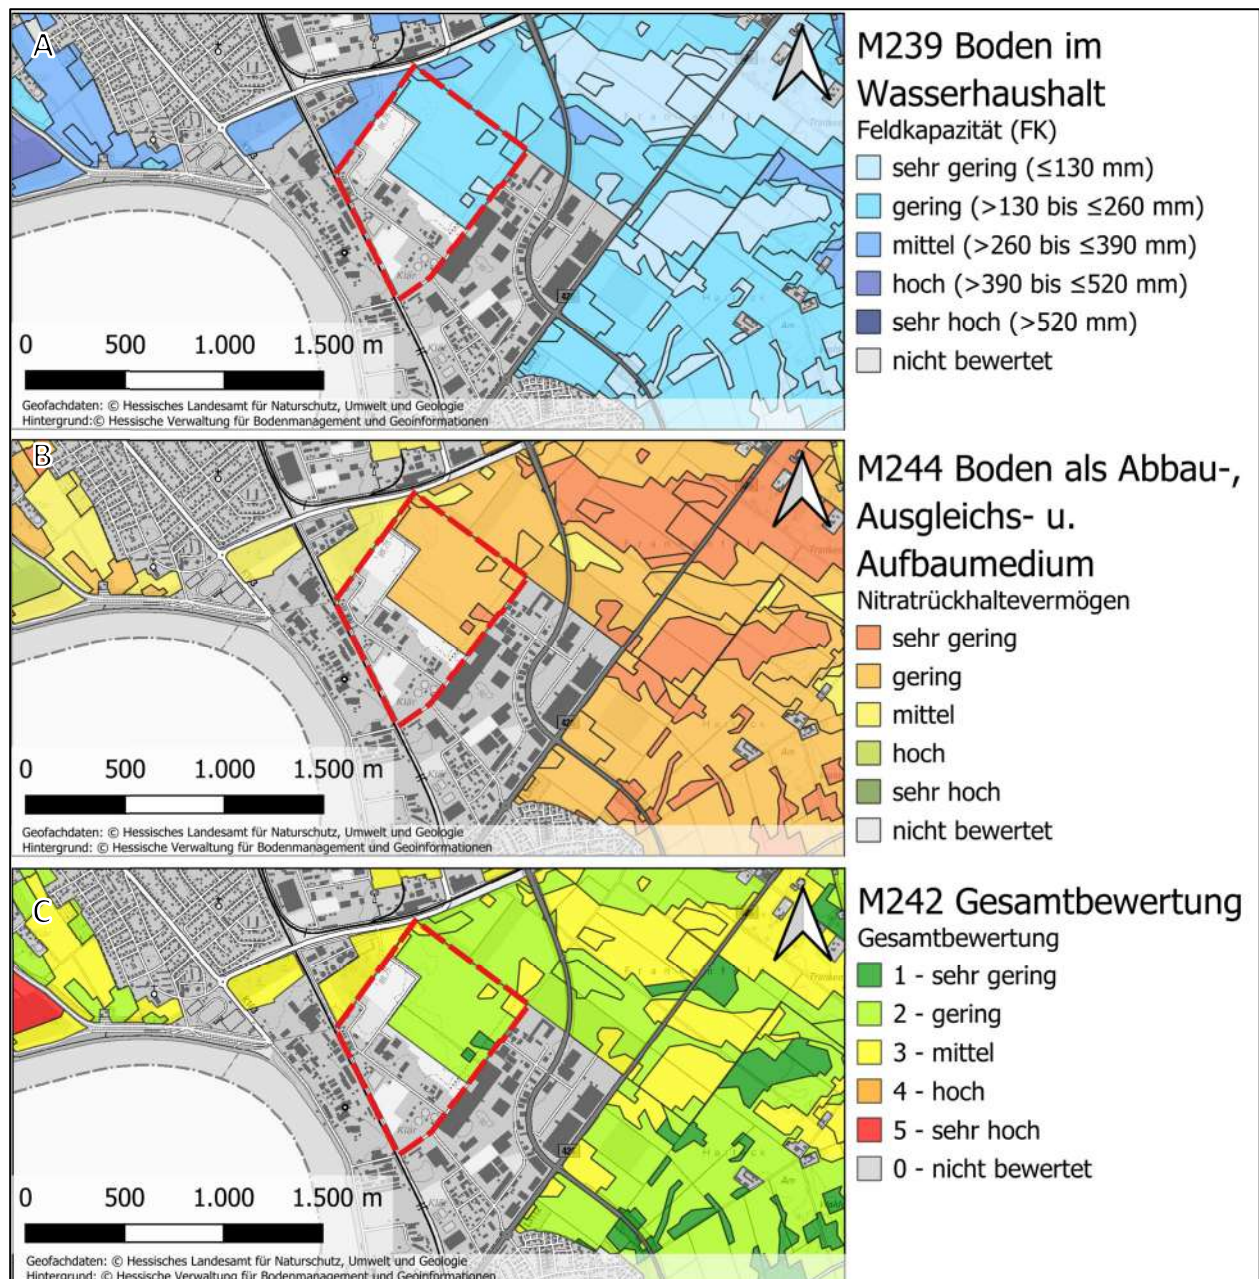 A
M239 Boden im
Wasserhaushalt
Feldkapazität (FK)
sehr gering (≤130 mm)
gering (>130 bis ≤260 mm)
mittel (>260 bis ≤390 mm)
hoch (>390 bis ≤520 mm)
sehr hoch (>520 mm)
nicht bewertet
Klär
0 500 1.000 1.500 m
Geofachdaten: © Hessisches Landesamt für Naturschutz, Umwelt und Geologie
Hintergrund:© Hessische Verwaltung für Bodenmanagement und Geoinformationen
B
M244 Boden als Abbau-,
Ausgleichs- u.
Aufbaumedium
Nitratrückhaltevermögen
sehr gering
gering
mittel
hoch
sehr hoch
nicht bewertet
Klär
0 500 1.000 1.500 m
Geofachdaten: © Hessisches Landesamt für Naturschutz, Umwelt und Geologie
Hintergrund: © Hessische Verwaltung für Bodenmanagement und Geoinformationen
C
M242 Gesamtbewertung
Gesamtbewertung
1 - sehr gering
2 - gering
3 - mittel
4 - hoch
5 - sehr hoch
0 - nicht bewertet
Klär
0 500 1.000 1.500 m
Geofachdaten: © Hessisches Landesamt für Naturschutz, Umwelt und Geologie
Hintergrund: © Hessische Verwaltung für Bodenmanagement und Geoinformationen